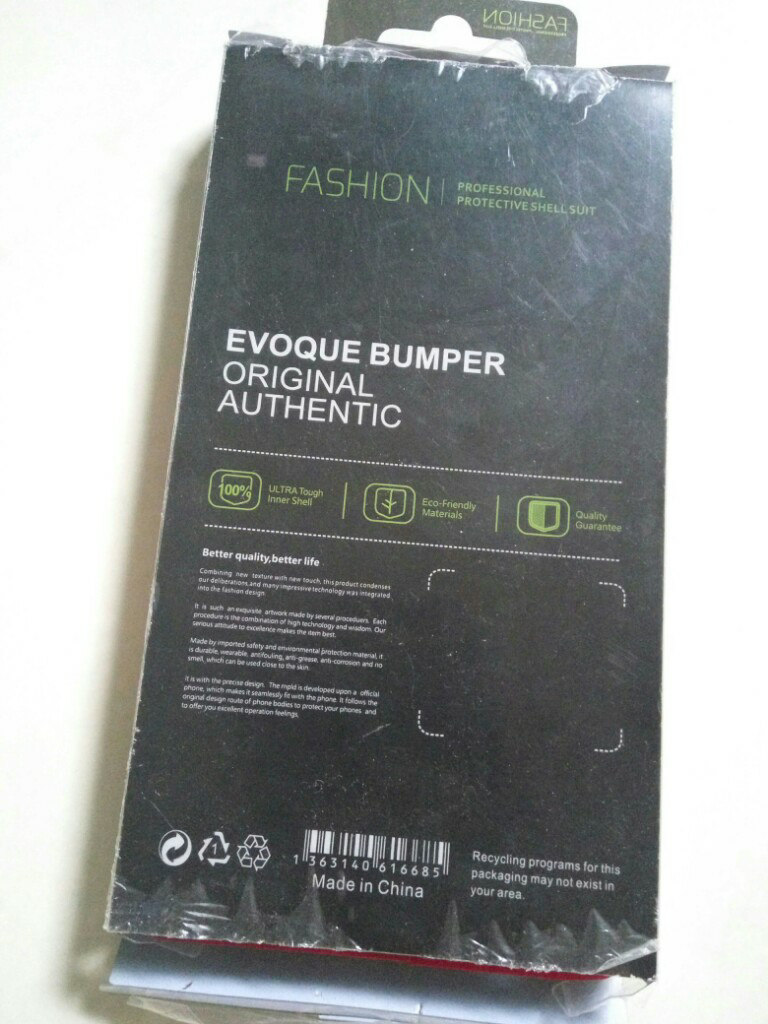 FASHION
FASHION
PROFESSIONAL
PROTECTIVE SHELL SUIT
EVOQUE BUMPER
ORIGINAL
AUTHENTIC
100%
ULTRA Tough
Inner Shell
Eco-Friendly
Materials
Quality
Guarantee
Better quality,better life
Combining new texture with new touch, this product condenses
our deliberations,and many impressive technology was integrated
into the fashion design.
It is such an exquisite artwork made by several proceduers. Each
procedure is the combination of high technology and wisdom. Our
serious attitude to excellence makes the item best.
Made by imported safety and environmental protection material, it
is durable, wearable, antifouling, anti-grease, anti-corrosion and no
smell, which can be used close to the skin.
it is with the precise design. The mpld is developed upon a official
phone, which makes it seamlessly fit with the phone. It follows the
original design route of phone bodies to protect your phones and
to offer you excellent operation feelings.
1
1 363140 616685
Made in China
Recycling programs for this
packaging may not exist in
your area.